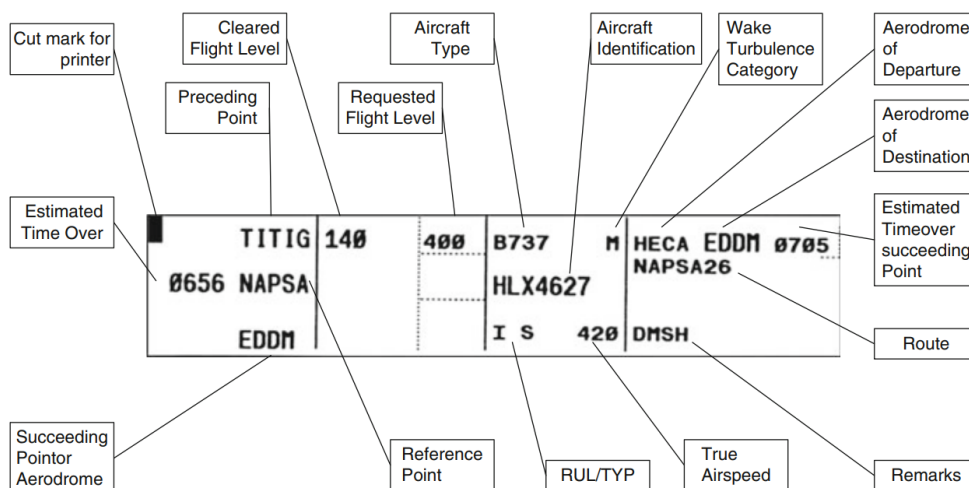 Cut mark for
printer
Cleared
Flight Level
Aircraft
Type
Aircraft
Identification
Wake
Turbulence
Category
Aerodrome
of
Departure
Preceding
Point
Requested
Flight Level
Aerodrome
of
Destination
Estimated
Time Over
Estimated
Timeover
succeeding
Point
TITIG 140 400 B737 M HECA EDDM 0705
NAPSA26
0656 NAPSA HLX4627
EDDM I S 420 DMSH
Route
Succeeding
Pointor
Aerodrome
Reference
Point
RUL/TYP
True
Airspeed
Remarks